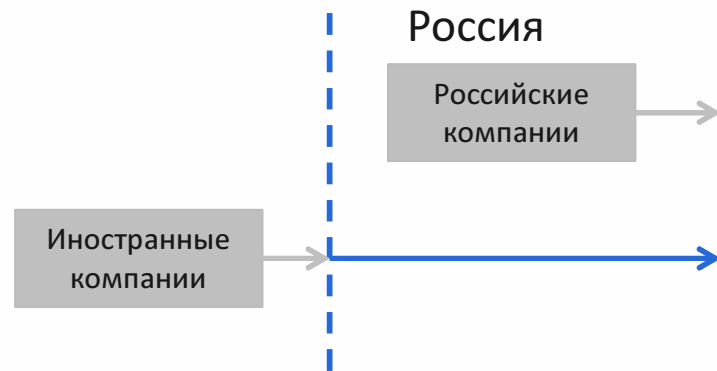 Россия
Российские
компании
Иностранные
компании